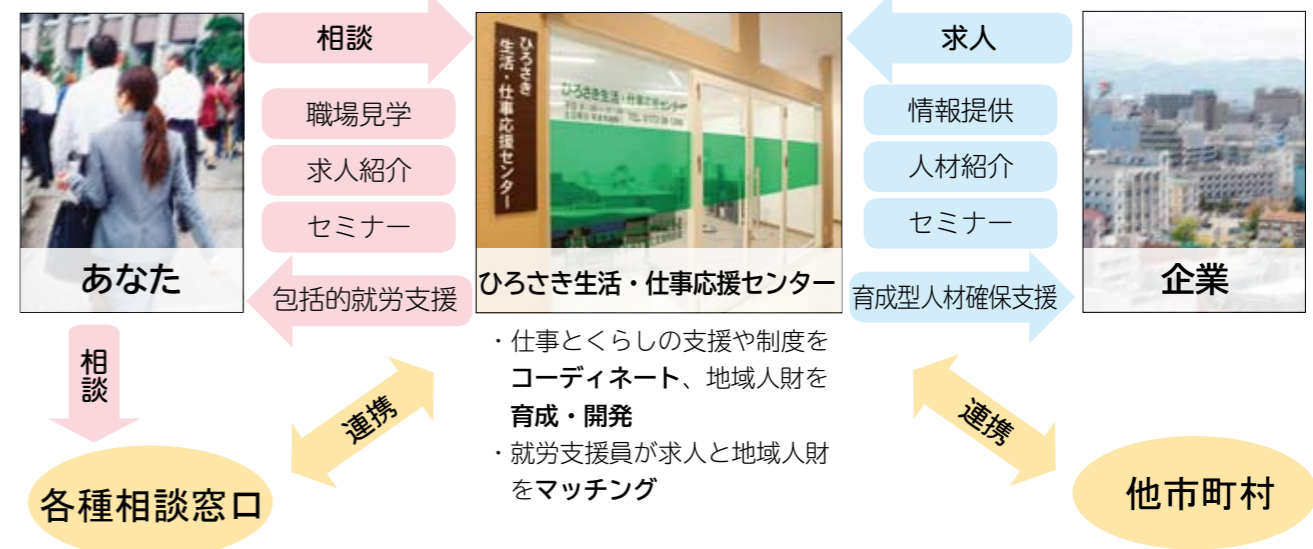 相談
職場見学
求人紹介
セミナー
包括的就労支援
あなた
相談
ひろさき
生活・仕事応援センター
ひろさき生活・仕事応援センター
ひろさき生活・仕事応援センター
・仕事とくらしの支援や制度を
コーディネート、地域人財を
育成・開発
・就労支援員が求人と地域人財
をマッチング
求人
情報提供
人材紹介
セミナー
育成型人材確保支援
企業
連携
連携
各種相談窓口
他市町村